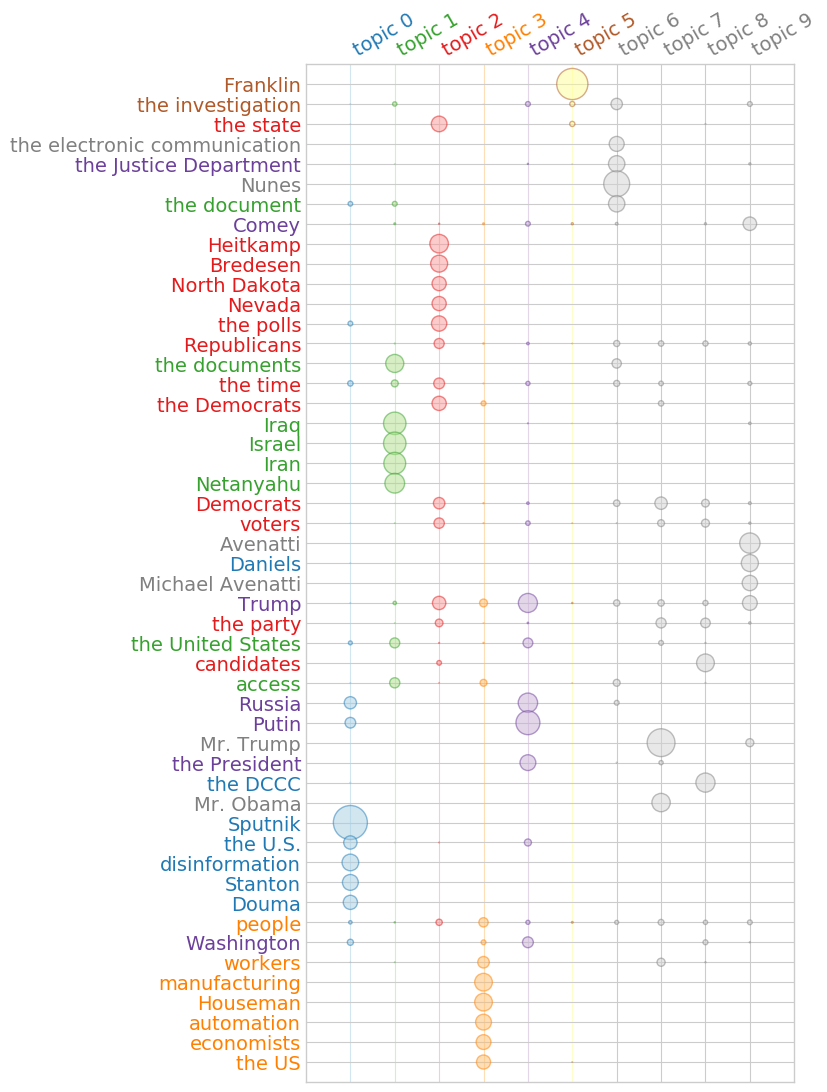 topic 0
topic 1
topic 2
topic 3
topic 4
topic 5
topic 6
topic 7
topic 8
topic 9
Franklin
the investigation
the state
the electronic communication
the Justice Department
Nunes
the document
Comey
Heitkamp
Bredesen
North Dakota
Nevada
the polls
Republicans
the documents
the time
the Democrats
Iraq
Israel
Iran
Netanyahu
Democrats
voters
Avenatti
Daniels
Michael Avenatti
Trump
the party
the United States
candidates
access
Russia
Putin
Mr. Trump
the President
the DCCC
Mr. Obama
Sputnik
the U.S.
disinformation
Stanton
Douma
people
Washington
workers
manufacturing
Houseman
automation
economists
the US